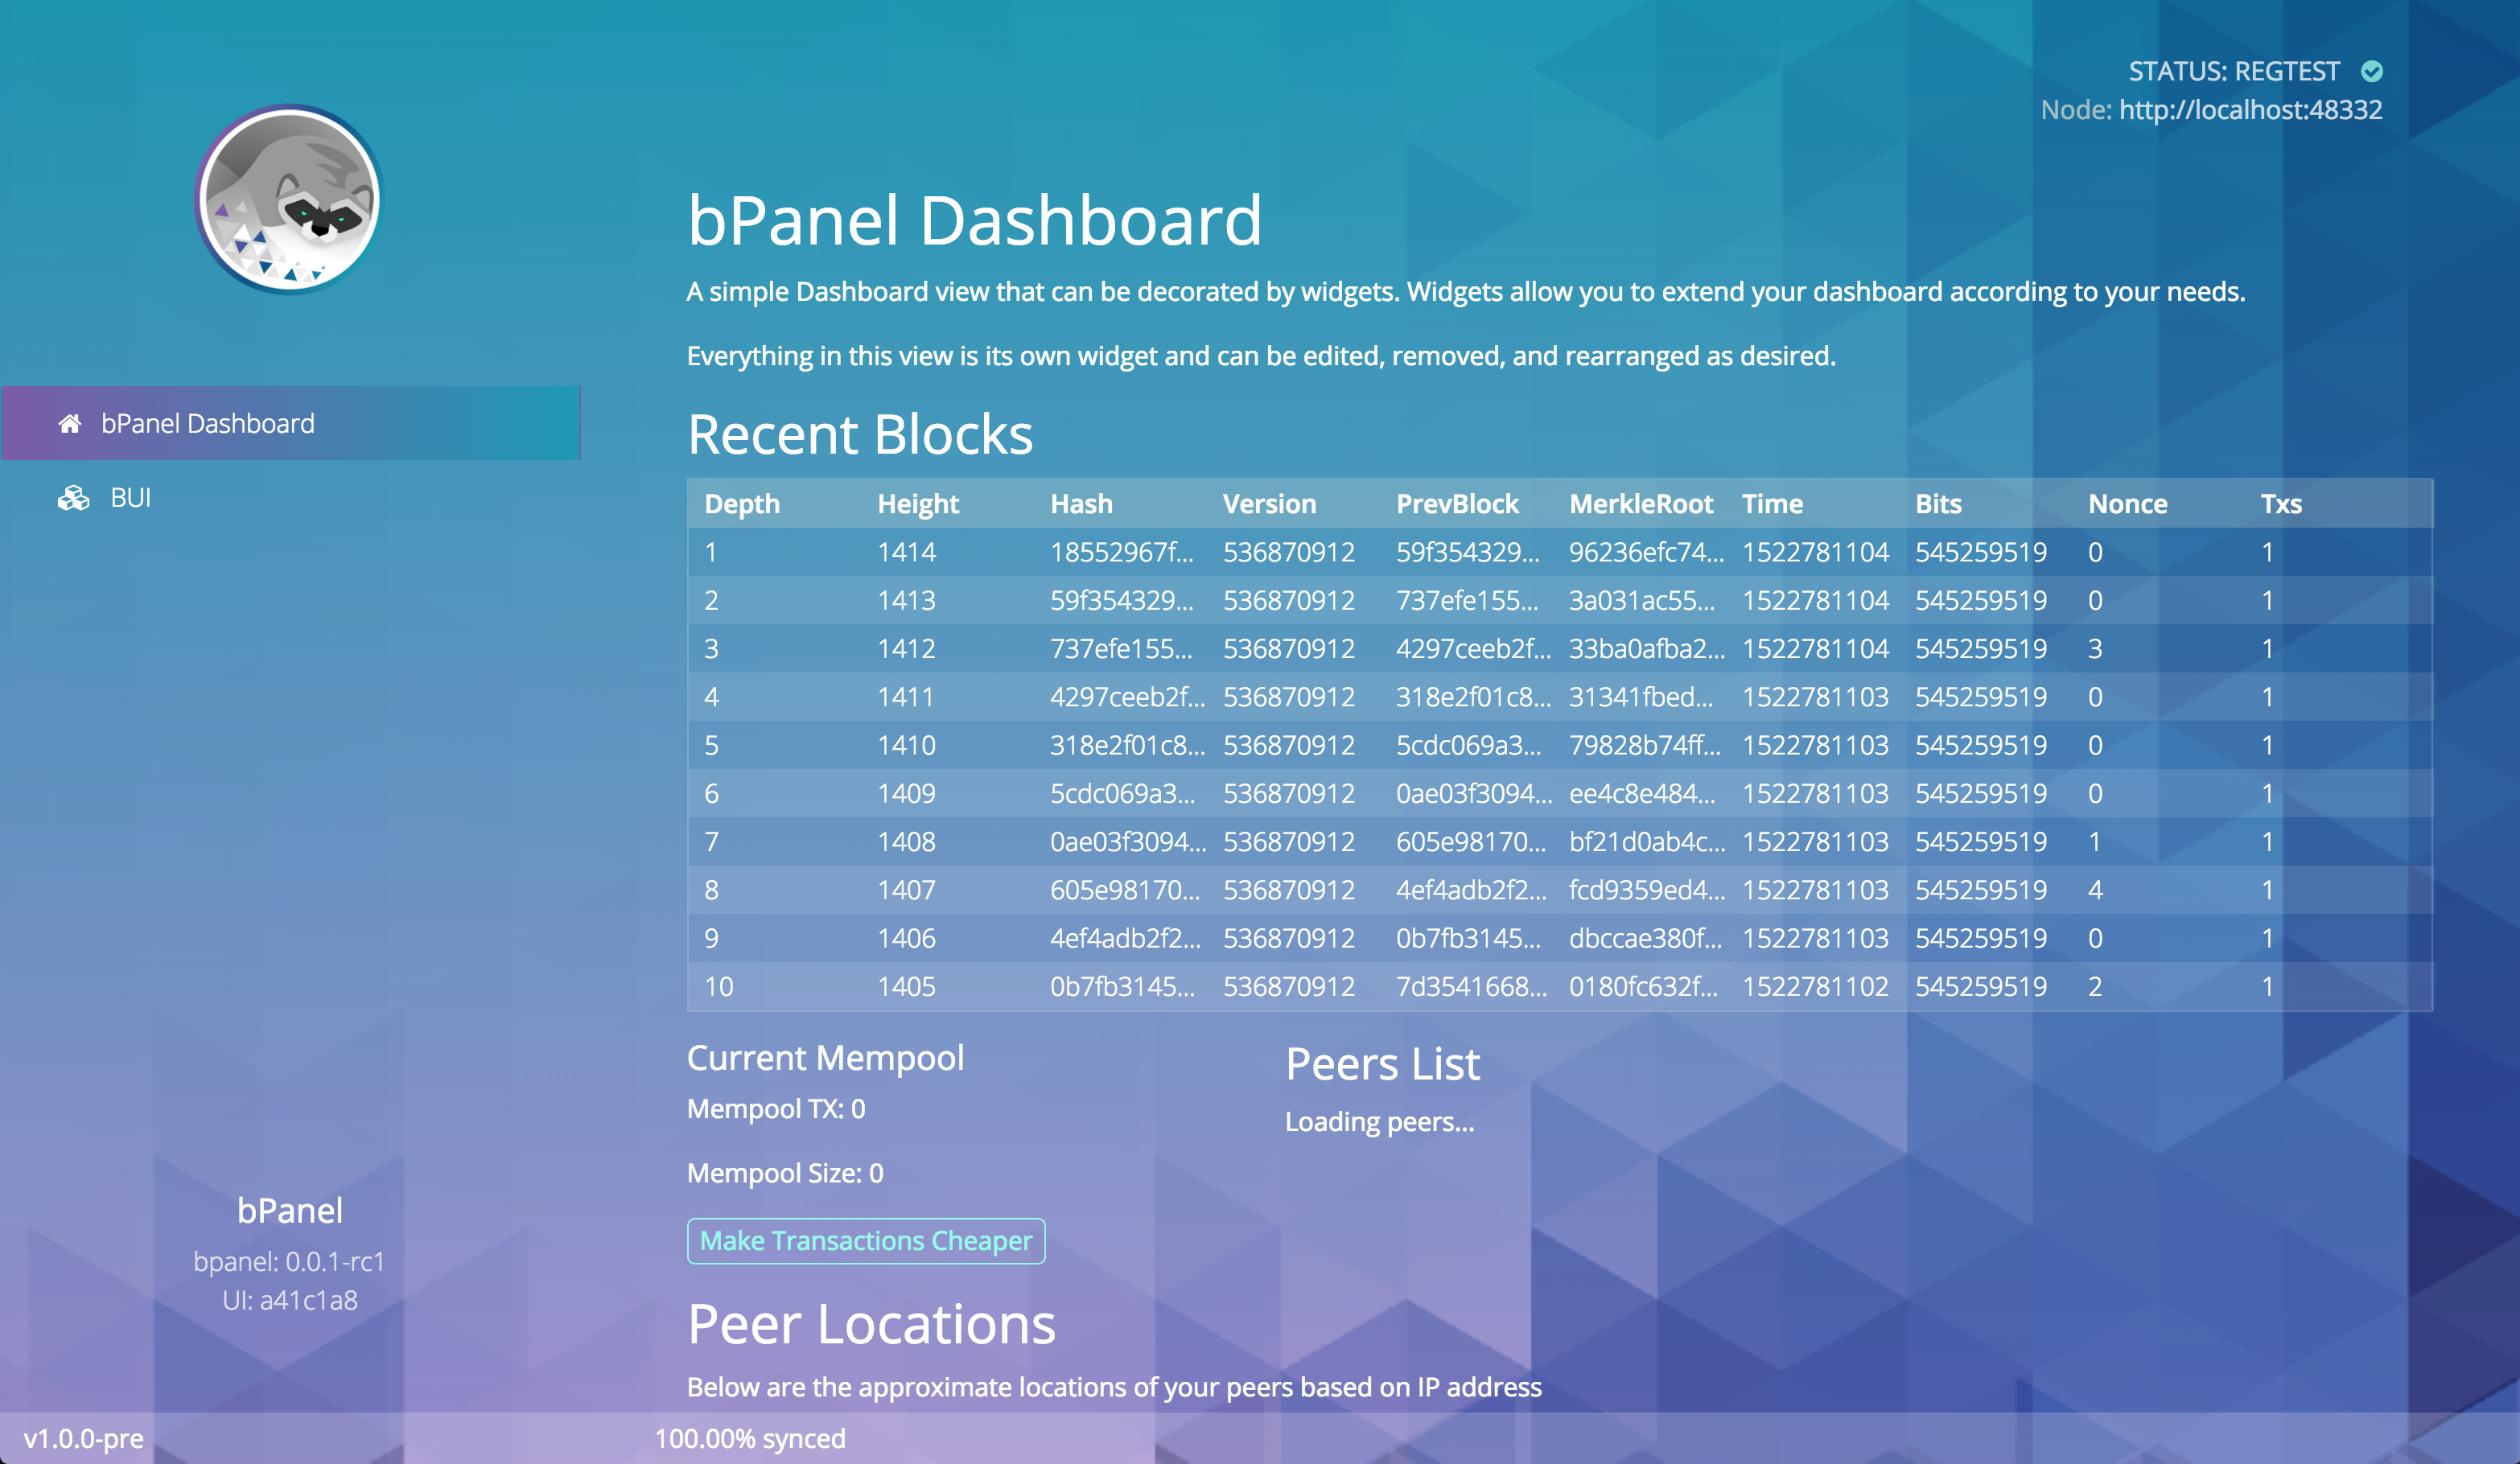 STATUS: REGTEST
Node: http://localhost:48332
bPanel Dashboard
BUI
bPanel
bpanel: 0.0.1-rc1
UI: a41c1a8
bPanel Dashboard
A simple Dashboard view that can be decorated by widgets. Widgets allow you to extend your dashboard according to your needs.
Everything in this view is its own widget and can be edited, removed, and rearranged as desired.
Recent Blocks
Depth Height Hash Version PrevBlock MerkleRoot Time Bits Nonce Txs
1 1414 18552967f... 536870912 59f354329... 96236efc74... 1522781104 545259519 0 1
2 1413 59f354329... 536870912 737efe155... 3a031ac55... 1522781104 545259519 0 1
3 1412 737efe155... 536870912 4297ceeb2f... 33ba0afba2... 1522781104 545259519 3 1
4 1411 4297ceeb2f... 536870912 318e2f01c8... 31341fbed... 1522781103 545259519 0 1
5 1410 318e2f01c8... 536870912 5cdc069a3... 79828b74ff... 1522781103 545259519 0 1
6 1409 5cdc069a3... 536870912 0ae03f3094... ee4c8e484... 1522781103 545259519 0 1
7 1408 0ae03f3094... 536870912 605e98170... bf21d0ab4c... 1522781103 545259519 1 1
8 1407 605e98170... 536870912 4ef4adb2f2... fcd9359ed4... 1522781103 545259519 4 1
9 1406 4ef4adb2f2... 536870912 0b7fb3145... dbccae380f... 1522781103 545259519 0 1
10 1405 0b7fb3145... 536870912 7d3541668... 0180fc632f... 1522781102 545259519 2 1
Current Mempool
Mempool TX: 0
Mempool Size: 0
Make Transactions Cheaper
Peers List
Loading peers...
Peer Locations
Below are the approximate locations of your peers based on IP address
v1.0.0-pre
100.00% synced